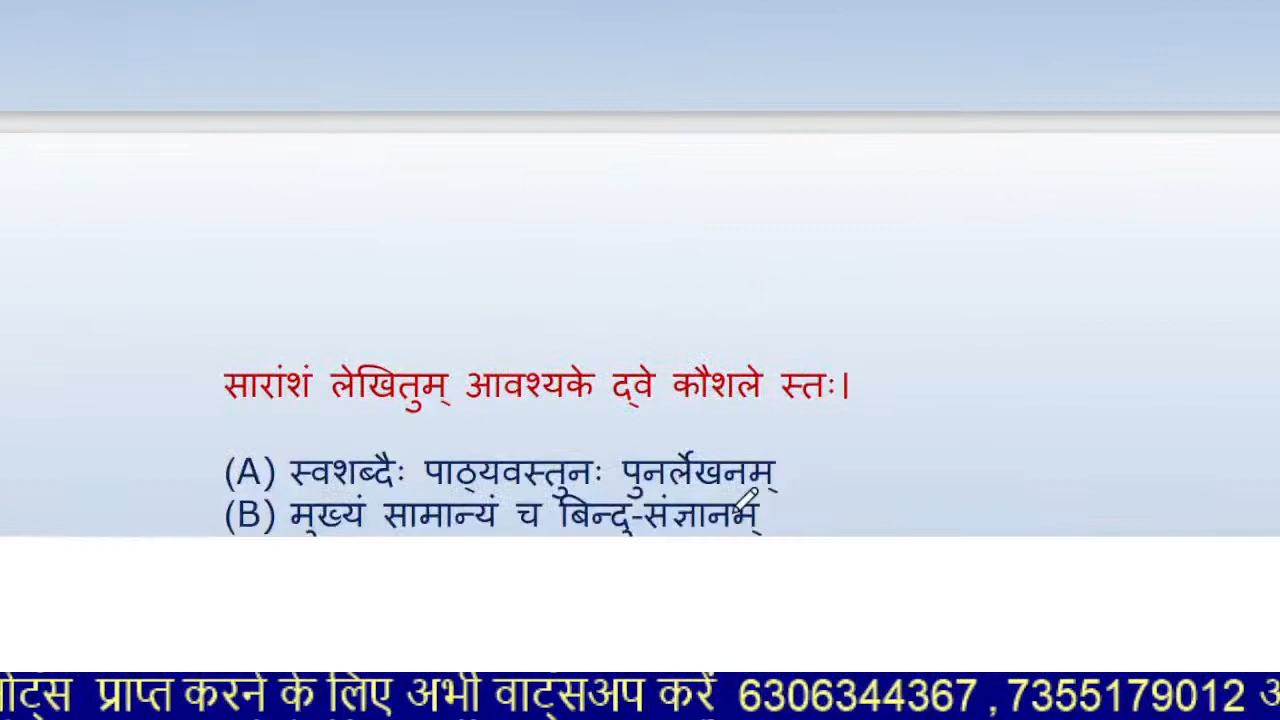 सारांशं लेखितुम् आवश्यके द्वे कौशले स्तः।
(A) स्वशब्दैः पाठ्यवस्तुनः पुनर्लेखनम्
(B) मुख्यं सामान्यं च बिन्दु-संज्ञानम्
प्राप्त करने के लिए अभी वाट्सअप करें 6306344367 , 7355179012